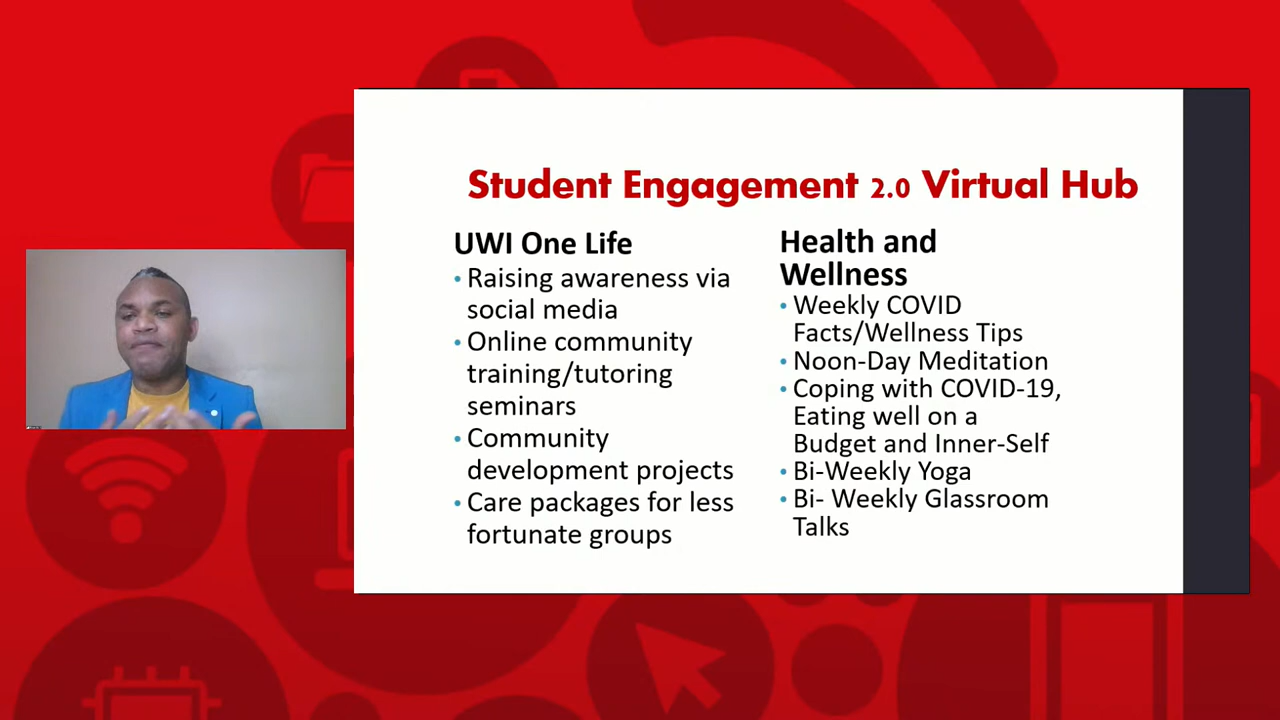 Student Engagement 2.0 Virtual Hub
UWI One Life
• Raising awareness via
social media
• Online community
training/tutoring
seminars
• Community
development projects
• Care packages for less
fortunate groups
Health and
Wellness
• Weekly COVID
Facts/Wellness Tips
• Noon-Day Meditation
• Coping with COVID-19,
Eating well on a
Budget and Inner-Self
• Bi-Weekly Yoga
• Bi- Weekly Glassroom
Talks